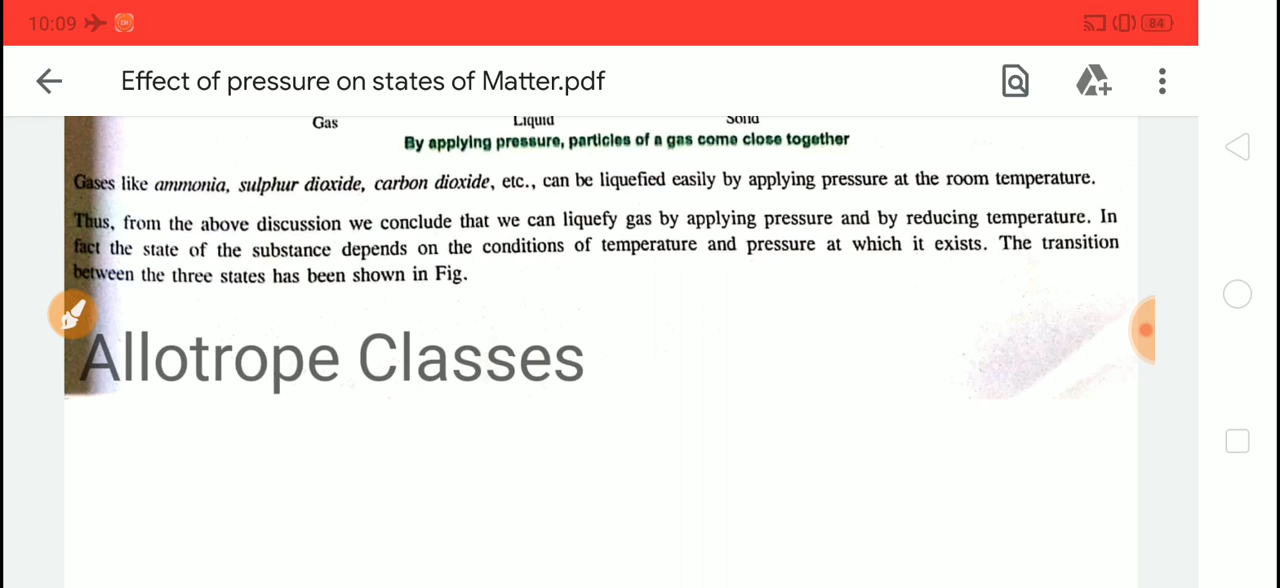 10:09
84
Effect of pressure on states of Matter.pdf
Gas Liquid Solid
By applying pressure, particles of a gas come close together
Gases like ammonia, sulphur dioxide, carbon dioxide, etc., can be liquefied easily by applying pressure at the room temperature.
Thus, from the above discussion we conclude that we can liquefy gas by applying pressure and by reducing temperature. In
fact the state of the substance depends on the conditions of temperature and pressure at which it exists. The transition
between the three states has been shown in Fig.
Allotrope Classes